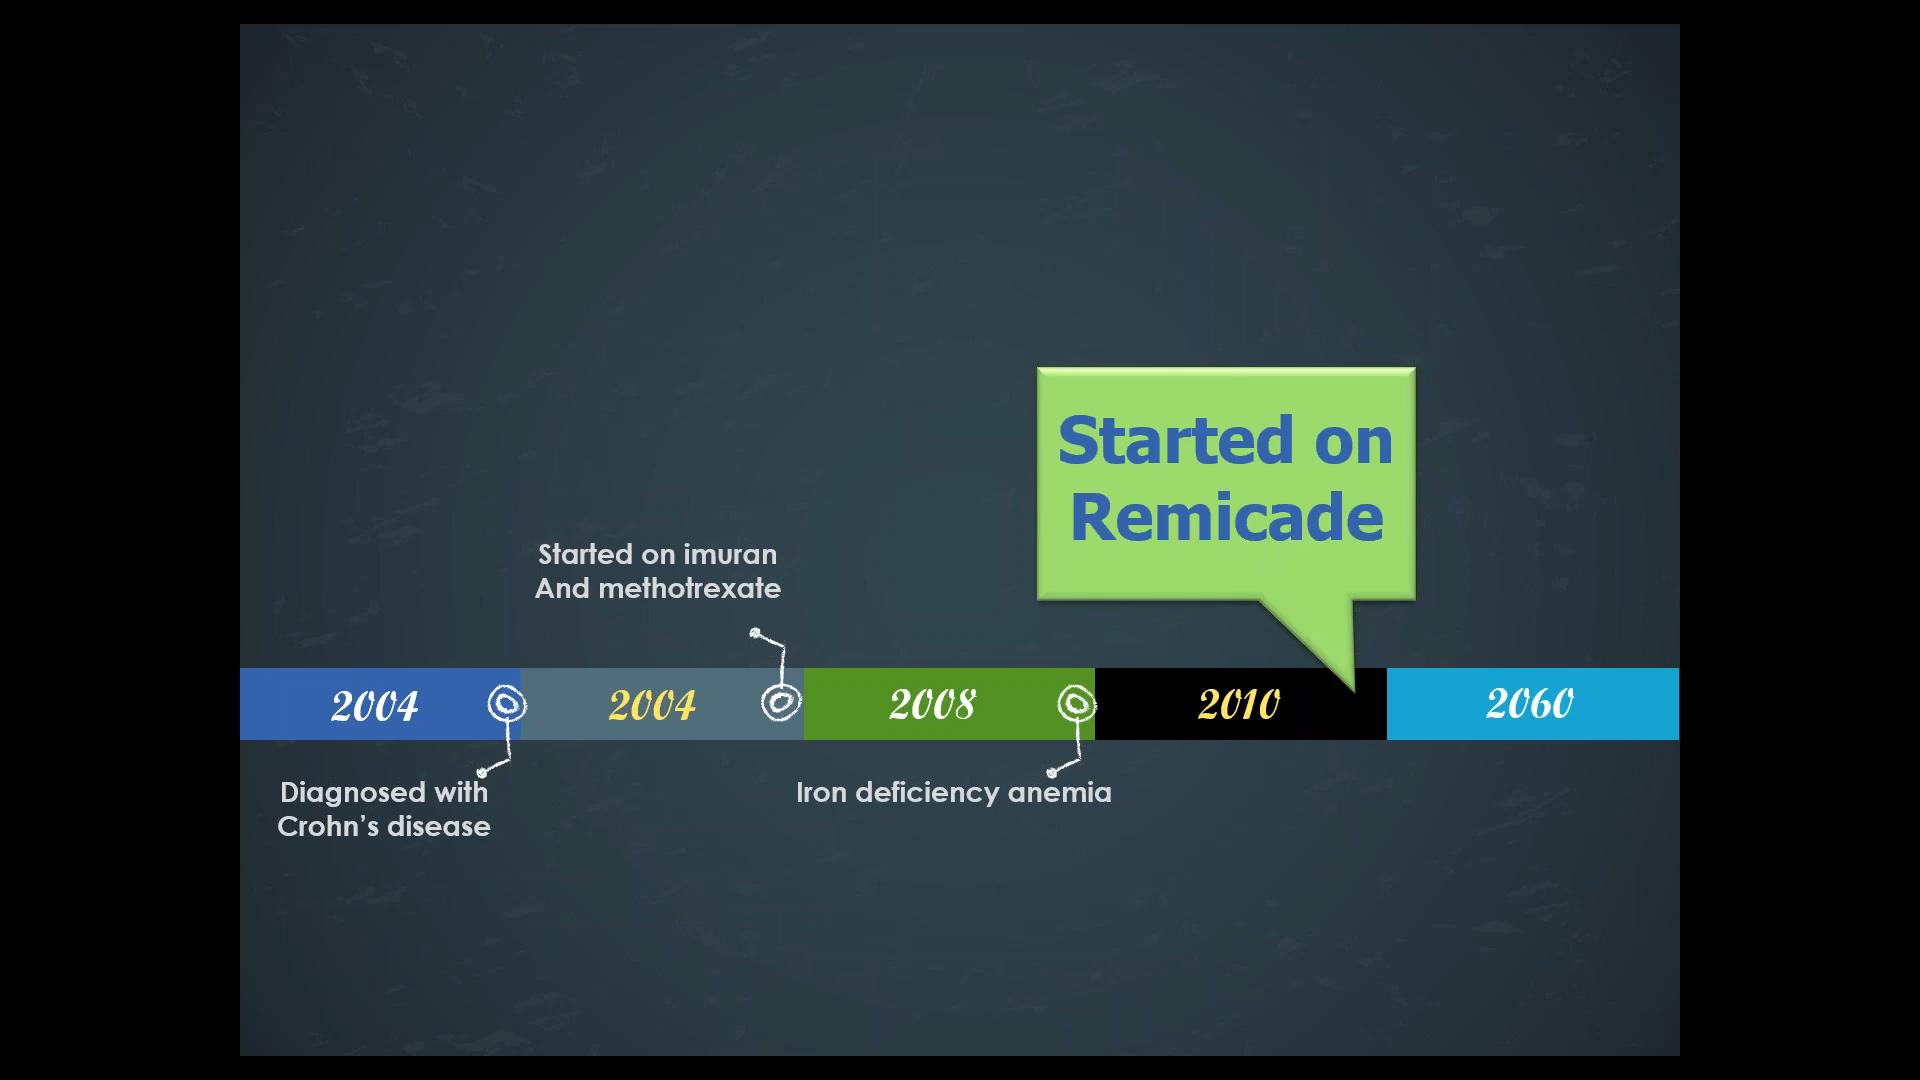 Started on
Remicade
Started on imuran
And methotrexate
2004
2004
2008
2010
2060
Diagnosed with
Crohn's disease
Iron deficiency anemia